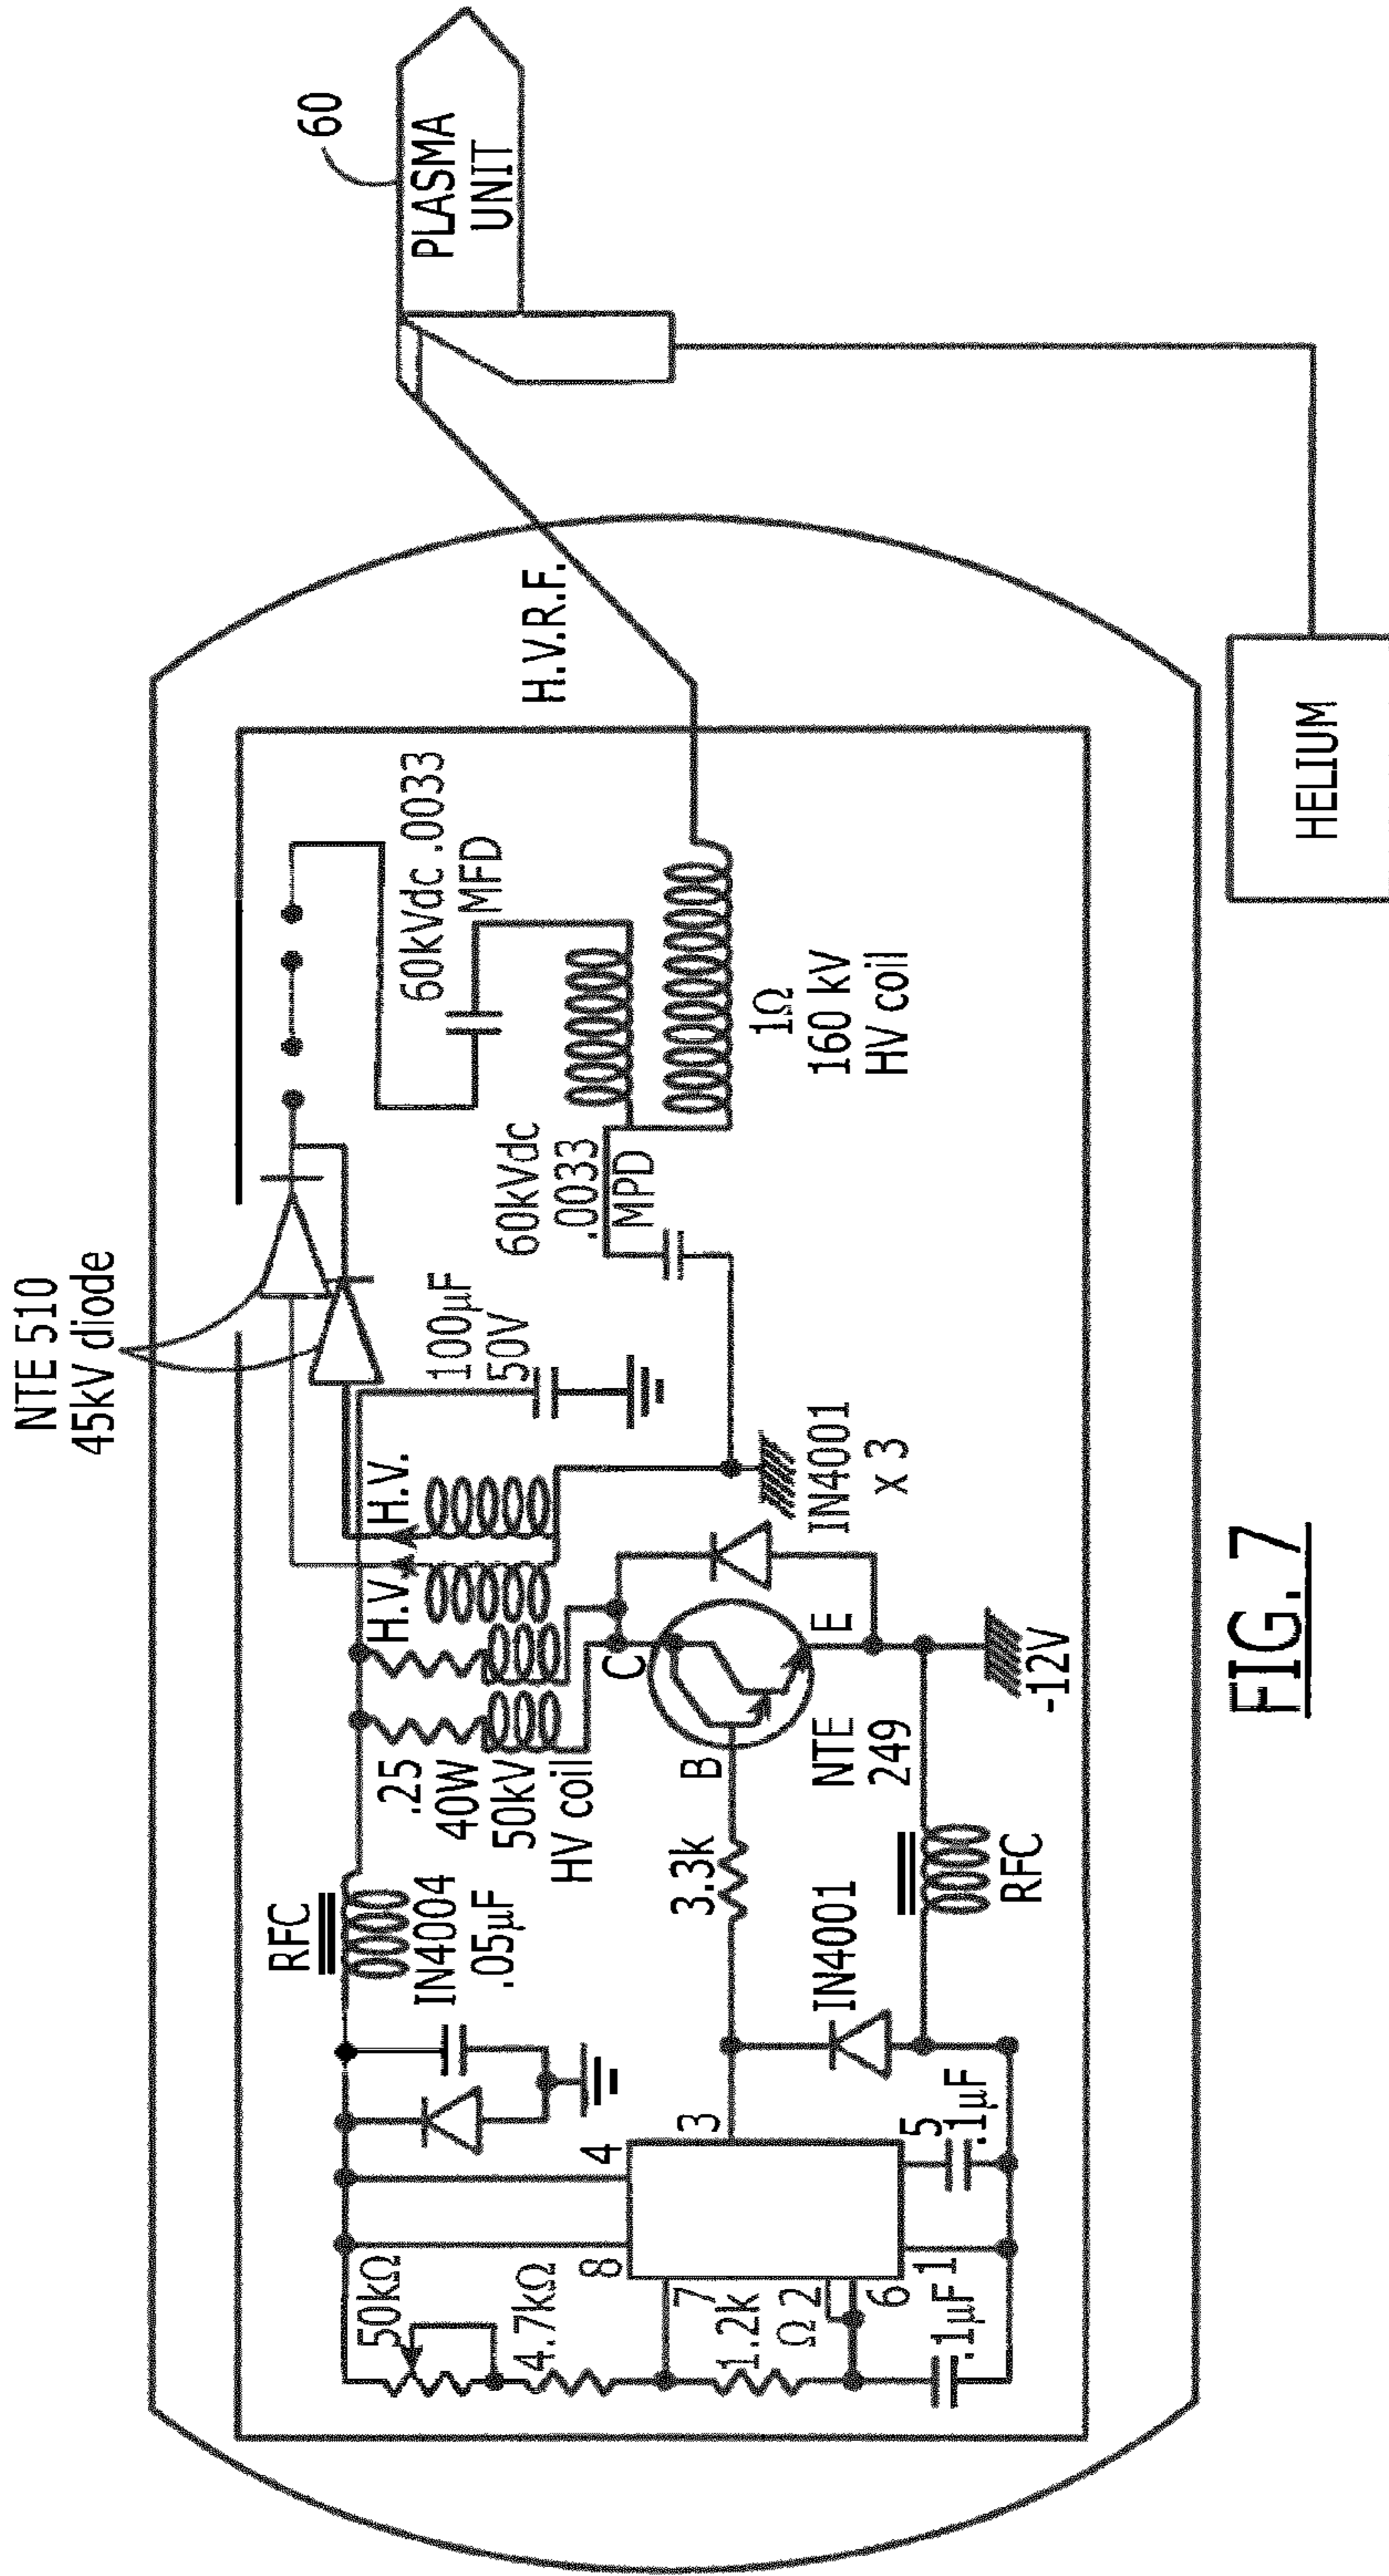 NTE 510
45kV diode
60
PLASMA
UNIT
H.V.R.F.
60kVdc .0033
MFD
60kVdc
.0033
MPD
1Ω
160 kV
HV coil
100μF
50V
H.V.
H.V.
RFC
IN4004
.05μF
.25
40W
50kV
HV coil
C
B
E
NTE
249
IN4001
x 3
-12V
3.3k
IN4001
RFC
50kΩ
4.7kΩ
1.2k
Ω
8
4
7
3
2
6
1
5
.1μF
.1μF
HELIUM
FIG. 7